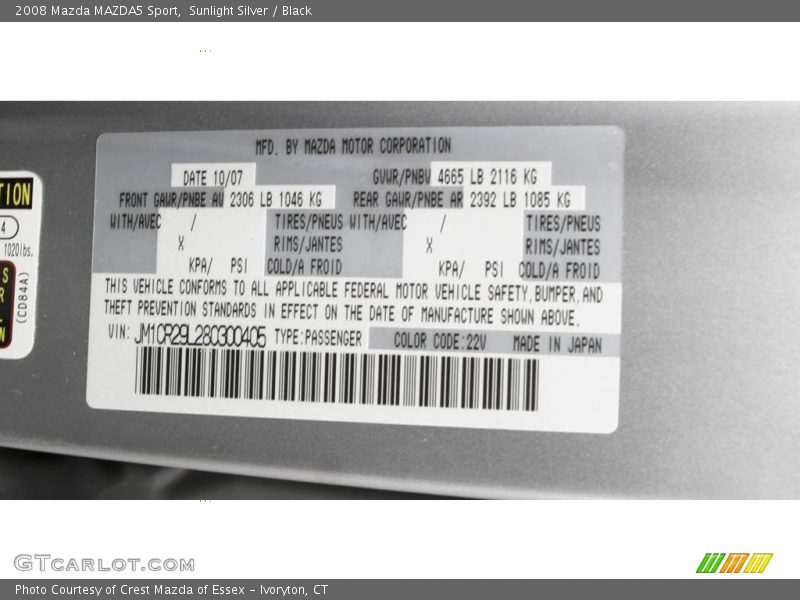 2008 Mazda MAZDA5 Sport,  Sunlight Silver / Black
MFD. BY MAZDA MOTOR CORPORATION
DATE 10/07 GVWR/PNBV 4665 LB 2116 KG
FRONT GAWR/PNBE AV 2306 LB 1046 KG REAR GAWR/PNBE AR 2392 LB 1085 KG
WITH/AVEC / TIRES/PNEUS WITH/AVEC / TIRES/PNEUS
X RIMS/JANTES X RIMS/JANTES
KPA/ PSI COLD/A FROID KPA/ PSI COLD/A FROID
THIS VEHICLE CONFORMS TO ALL APPLICABLE FEDERAL MOTOR VEHICLE SAFETY, BUMPER, AND
THEFT PREVENTION STANDARDS IN EFFECT ON THE DATE OF MANUFACTURE SHOWN ABOVE.
VIN: JM1CR29L280300405 TYPE:PASSENGER COLOR CODE:22V MADE IN JAPAN
TION
4
1020lbs.
(CD84A)
GTCARLOT.COM
Photo Courtesy of Crest Mazda of Essex - Ivoryton, CT